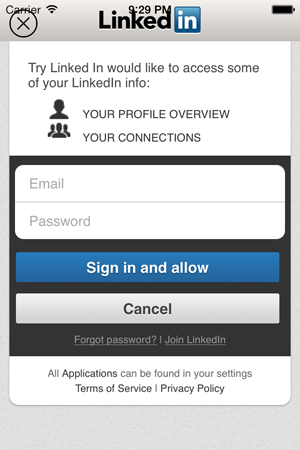 Carrier 9:29 PM
Linked in
Try Linked In would like to access some
of your LinkedIn info:
YOUR PROFILE OVERVIEW
YOUR CONNECTIONS
Email
Password
Sign in and allow
Cancel
Forgot password? | Join LinkedIn
All Applications can be found in your settings
Terms of Service | Privacy Policy